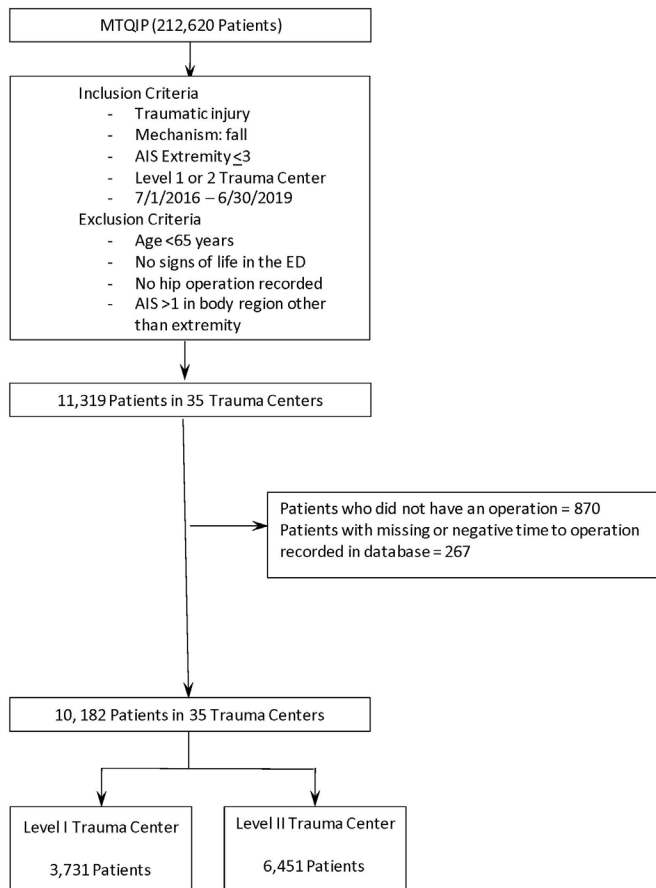 MTQIP (212,620 Patients)
Inclusion Criteria
- Traumatic injury
- Mechanism: fall
- AIS Extremity ≤3
- Level 1 or 2 Trauma Center
- 7/1/2016 – 6/30/2019
Exclusion Criteria
- Age <65 years
- No signs of life in the ED
- No hip operation recorded
- AIS >1 in body region other
than extremity
11,319 Patients in 35 Trauma Centers
Patients who did not have an operation = 870
Patients with missing or negative time to operation
recorded in database = 267
10, 182 Patients in 35 Trauma Centers
Level I Trauma Center
3,731 Patients
Level II Trauma Center
6,451 Patients